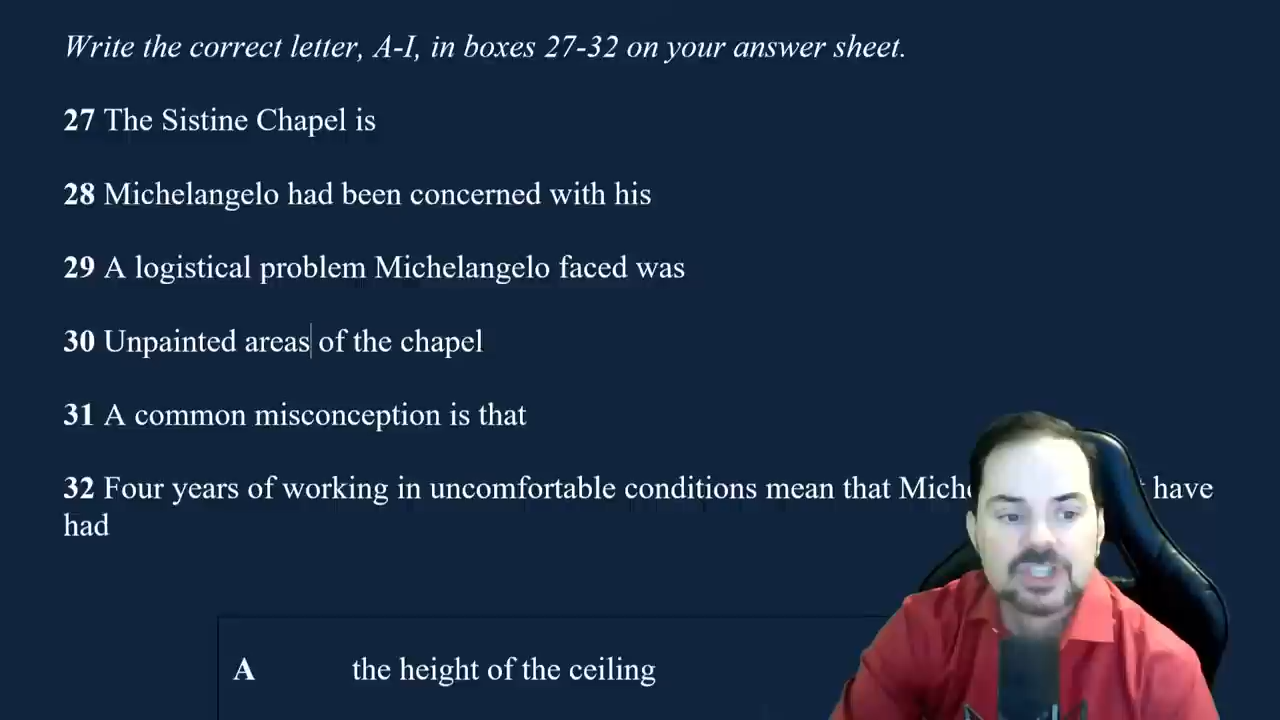 Write the correct letter, A-I, in boxes 27-32 on your answer sheet.
27 The Sistine Chapel is
28 Michelangelo had been concerned with his
29 A logistical problem Michelangelo faced was
30 Unpainted areas of the chapel
31 A common misconception is that
32 Four years of working in uncomfortable conditions mean that have
had
A the height of the ceiling